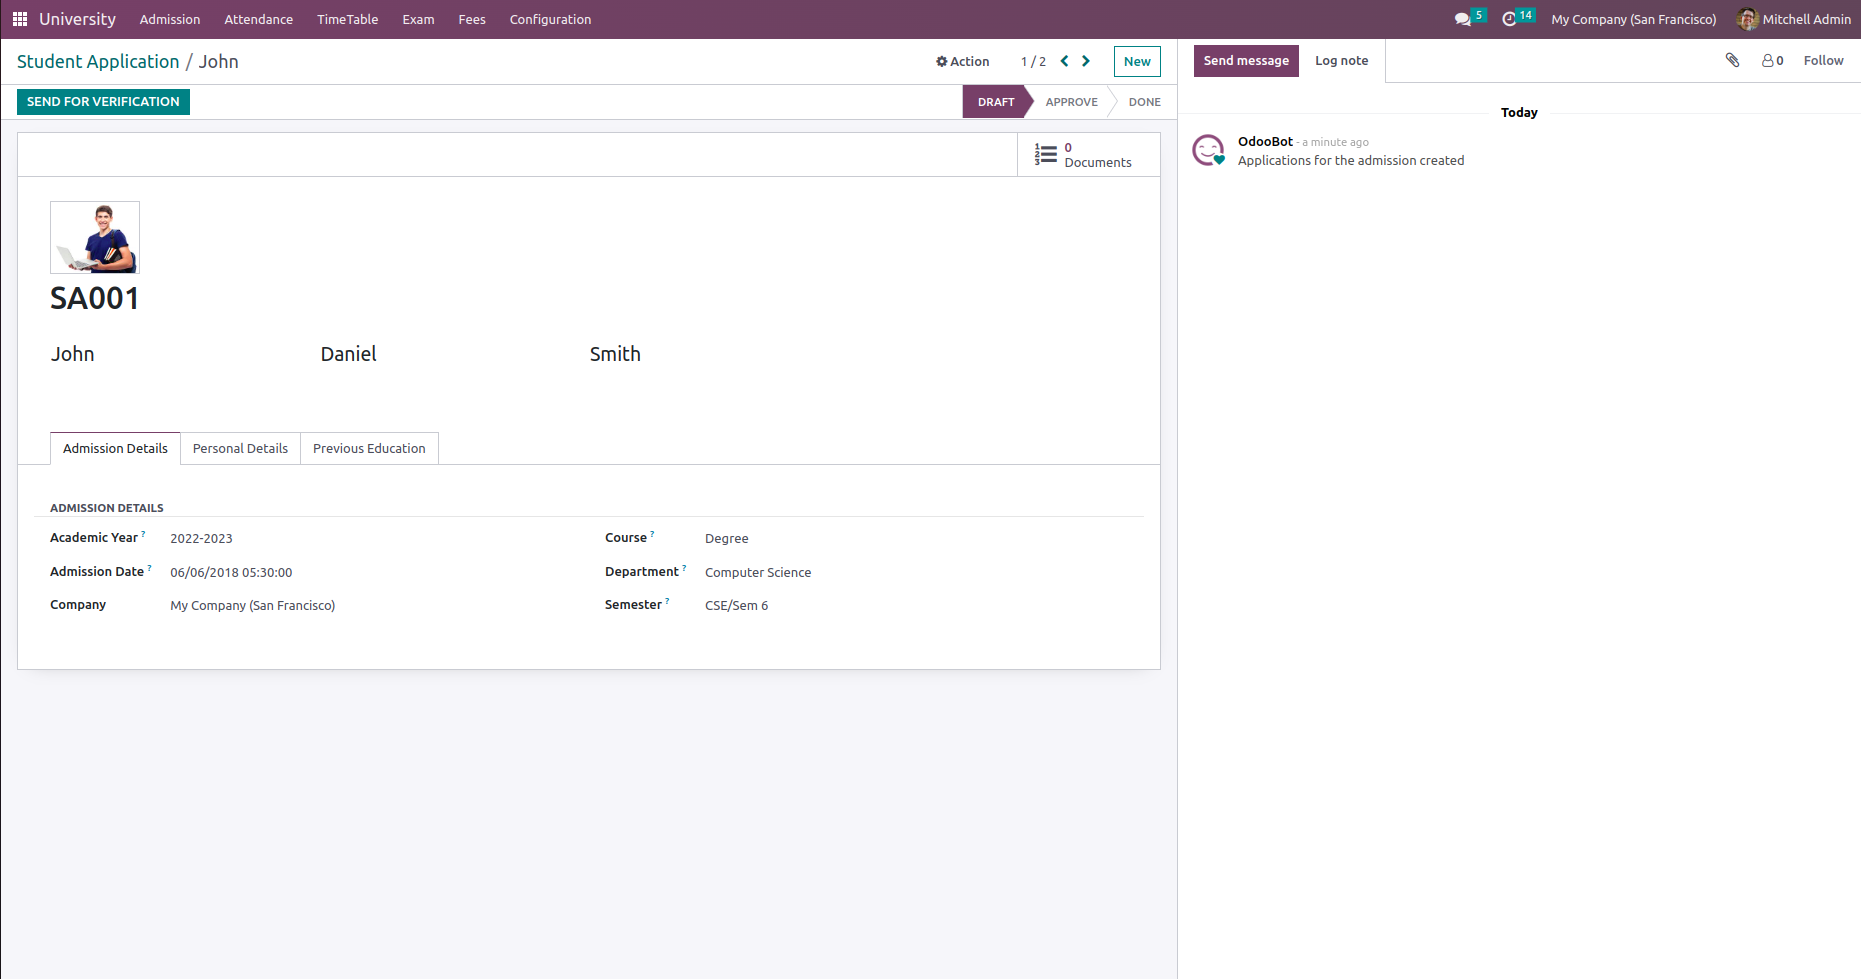 University Admission Attendance TimeTable Exam Fees Configuration 5 14 My Company (San Francisco) Mitchell Admin
Student Application / John Action 1 / 2 New
SEND FOR VERIFICATION DRAFT APPROVE DONE
0
Documents
SA001
John Daniel Smith
Admission Details Personal Details Previous Education
ADMISSION DETAILS
Academic Year ? 2022-2023 Course ? Degree
Admission Date ? 06/06/2018 05:30:00 Department ? Computer Science
Company My Company (San Francisco) Semester ? CSE/Sem 6
Send message Log note 0 Follow
Today
OdooBot - a minute ago
Applications for the admission created